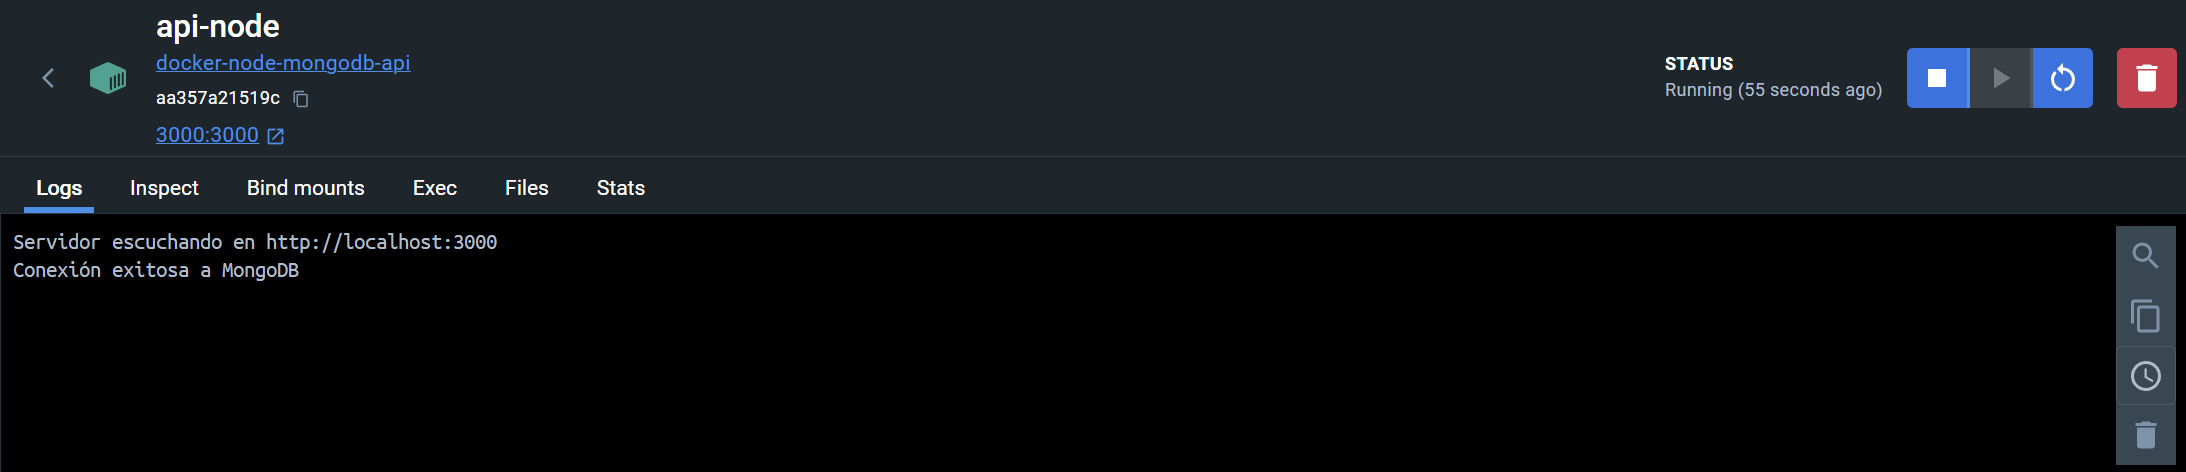 api-node
docker-node-mongodb-api
aa357a21519c
3000:3000
STATUS
Running (55 seconds ago)
Logs Inspect Bind mounts Exec Files Stats
Servidor escuchando en http://localhost:3000
Conexión exitosa a MongoDB